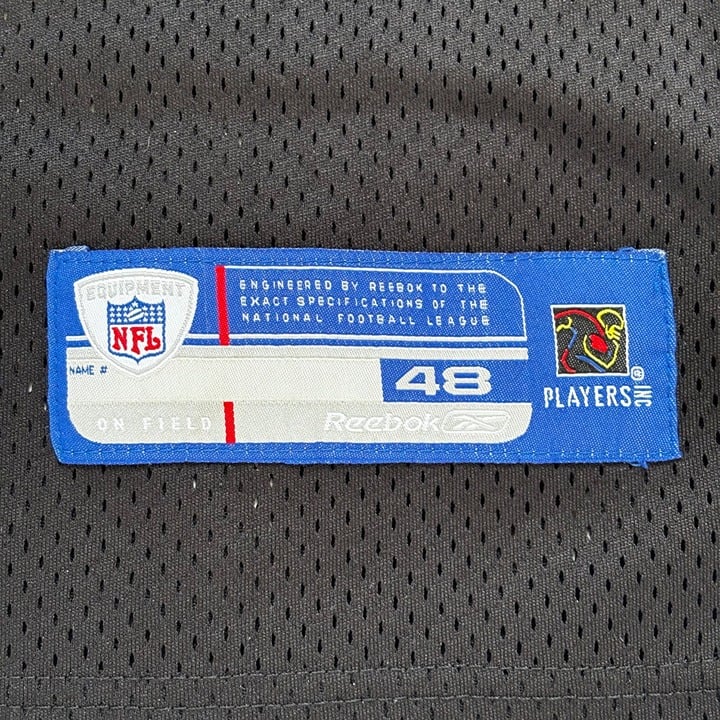 EQUIPMENT
NFL
ENGINEERED BY REEBOK TO THE
EXACT SPECIFICATIONS OF THE
NATIONAL FOOTBALL LEAGUE
NAME #
48
ON FIELD
Reebok
PLAYERS INC®